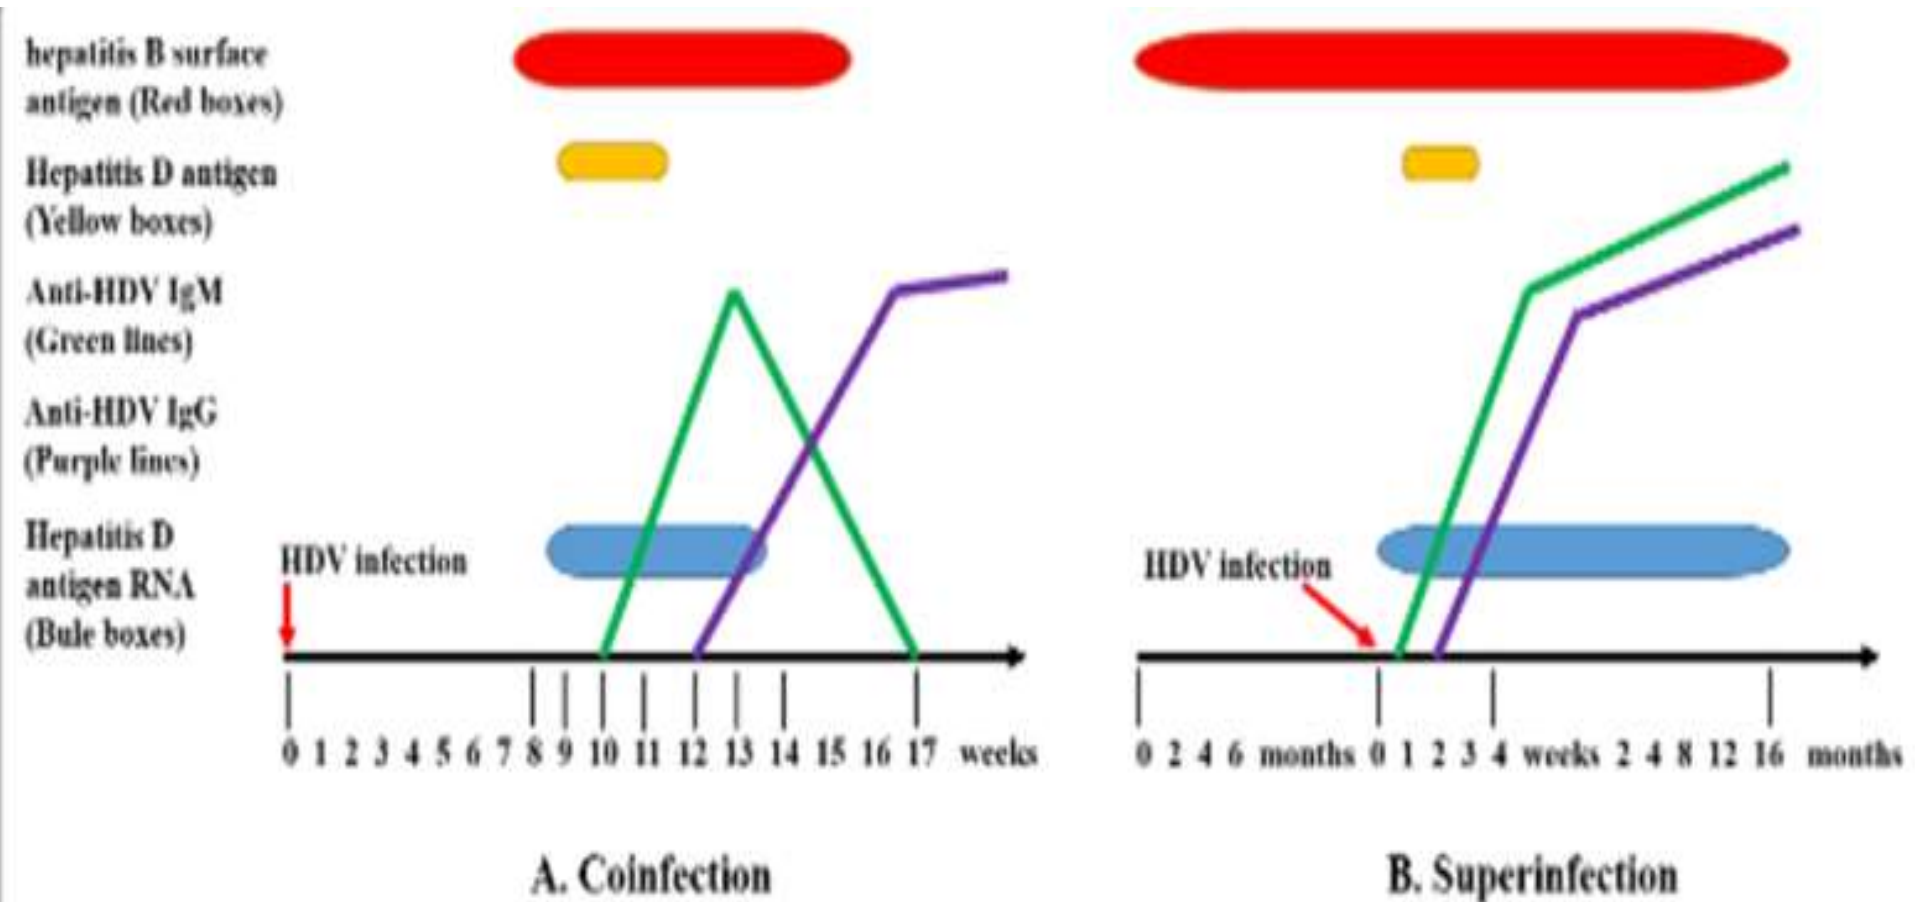 hepatitis B surface
antigen (Red boxes)
Hepatitis D antigen
(Yellow boxes)
Anti-HDV IgM
(Green lines)
Anti-HDV IgG
(Purple lines)
Hepatitis D
antigen RNA
(Bule boxes)
HDV infection
0 1 2 3 4 5 6 7 8 9 10 11 12 13 14 15 16 17 weeks
A. Coinfection
HDV infection
0 2 4 6 months 0 1 2 3 4 weeks 2 4 8 12 16 months
B. Superinfection